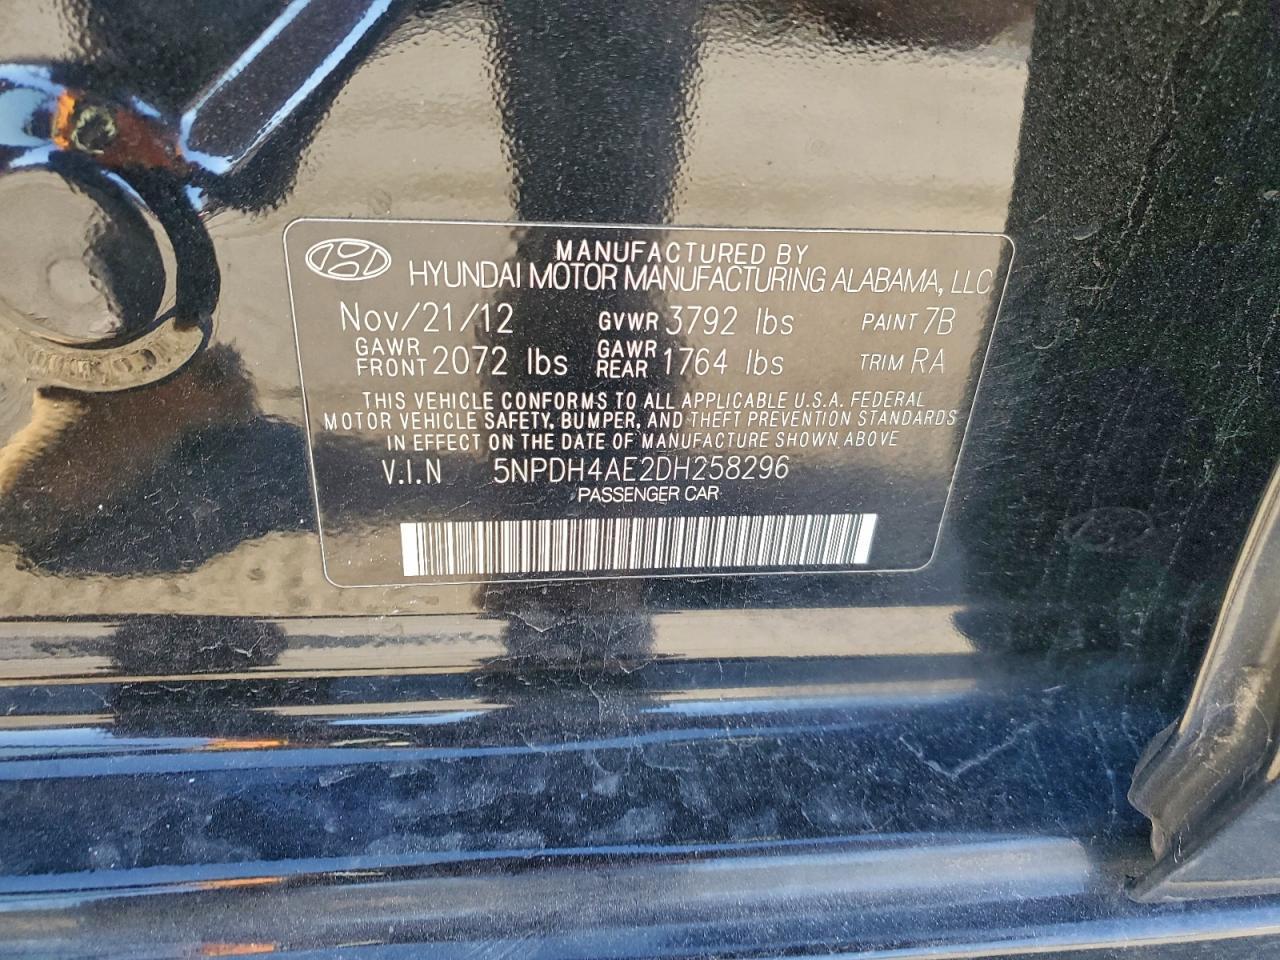 MANUFACTURED BY
HYUNDAI MOTOR MANUFACTURING ALABAMA, LLC
Nov/21/12 GVWR 3792 lbs PAINT 7B
GAWR FRONT 2072 lbs GAWR REAR 1764 lbs TRIM RA
THIS VEHICLE CONFORMS TO ALL APPLICABLE U.S.A. FEDERAL
MOTOR VEHICLE SAFETY, BUMPER, AND THEFT PREVENTION STANDARDS
IN EFFECT ON THE DATE OF MANUFACTURE SHOWN ABOVE
V.I.N 5NPDH4AE2DH258296
PASSENGER CAR